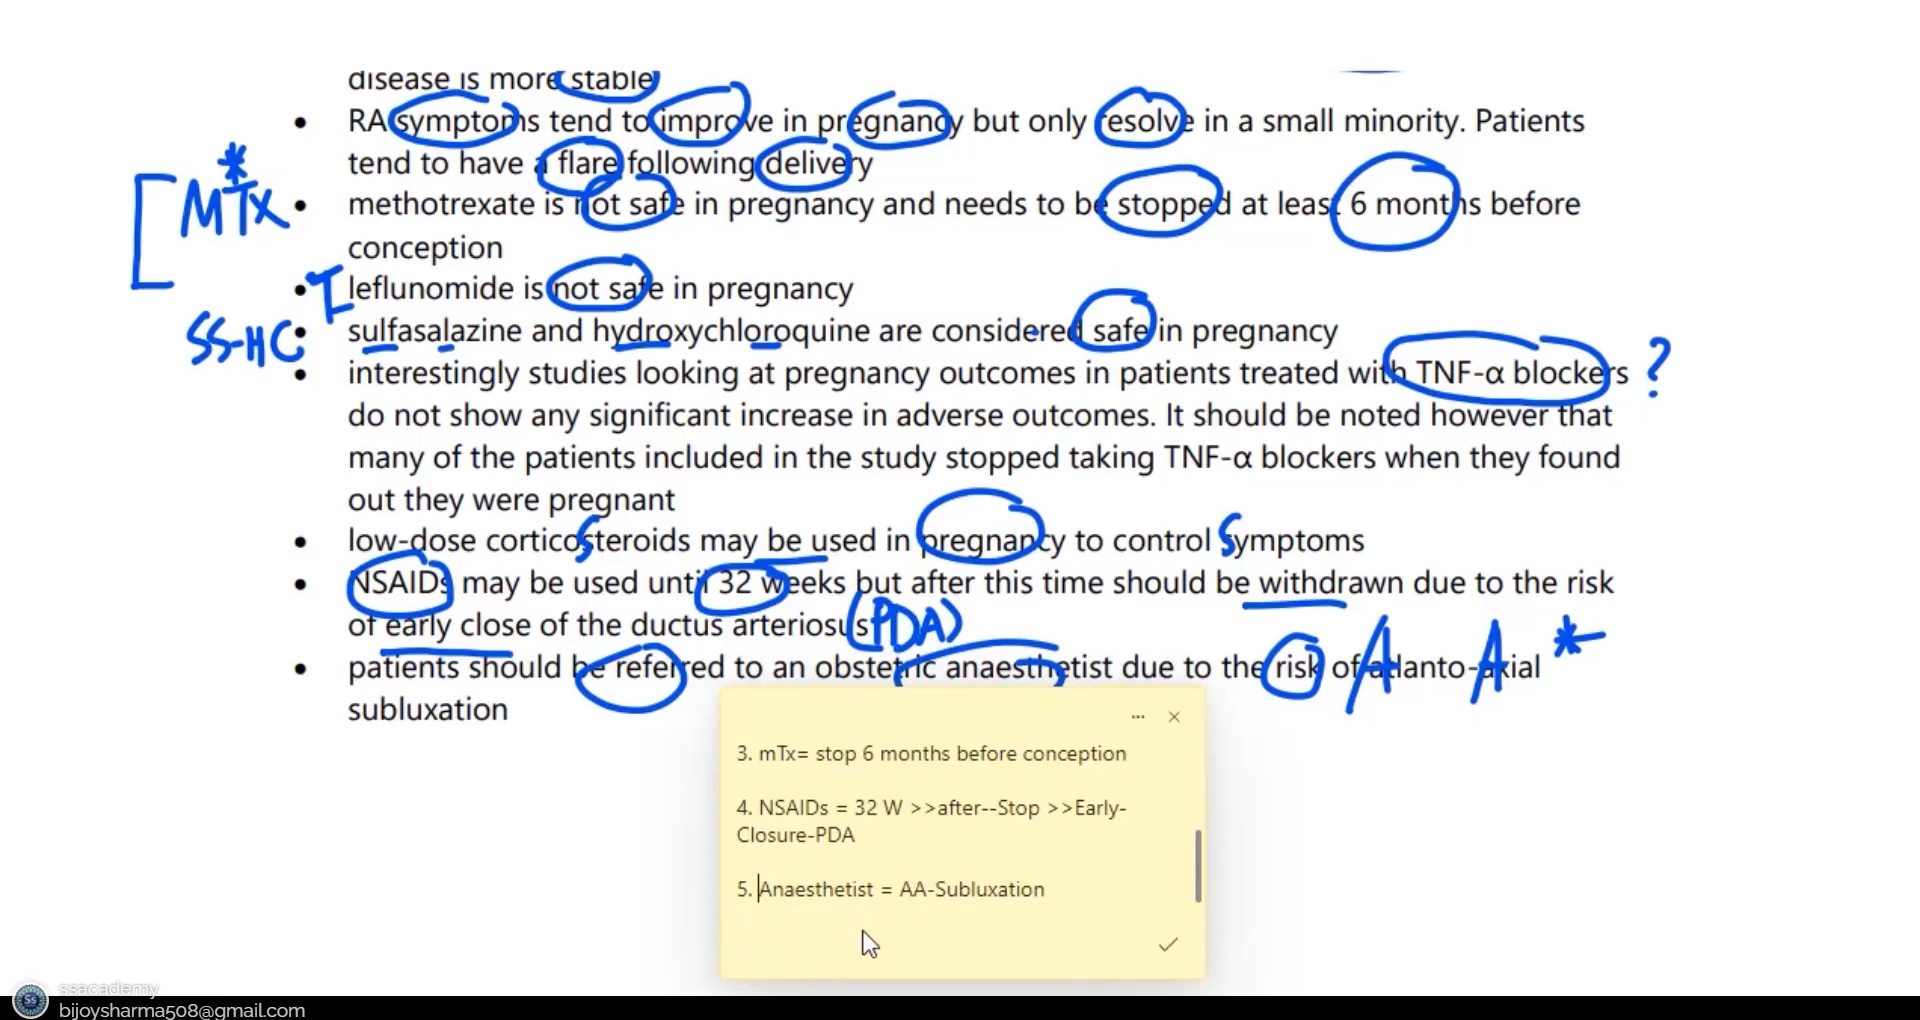 disease is more stable
RA symptoms tend to improve in pregnancy but only resolve in a small minority. Patients
tend to have a flare following delivery
*
MTx
methotrexate is not safe in pregnancy and needs to be stopped at least 6 months before
conception
leflunomide is not safe in pregnancy
SS-HC
sulfasalazine and hydroxychloroquine are considered safe in pregnancy
interestingly studies looking at pregnancy outcomes in patients treated with TNF-α blockers ?
do not show any significant increase in adverse outcomes. It should be noted however that
many of the patients included in the study stopped taking TNF-α blockers when they found
out they were pregnant
low-dose corticosteroids may be used in pregnancy to control symptoms
S S
NSAIDs may be used until 32 weeks but after this time should be withdrawn due to the risk
of early close of the ductus arteriosus (PDA)
patients should be referred to an obstetric anaesthetist due to the risk of atlanto-axial
A A *
subluxation
3. mTx= stop 6 months before conception
4. NSAIDs = 32 W >>after--Stop >>Early-
Closure-PDA
5. Anaesthetist = AA-Subluxation
Ss
ssacademy
bijoysharma508@gmail.com